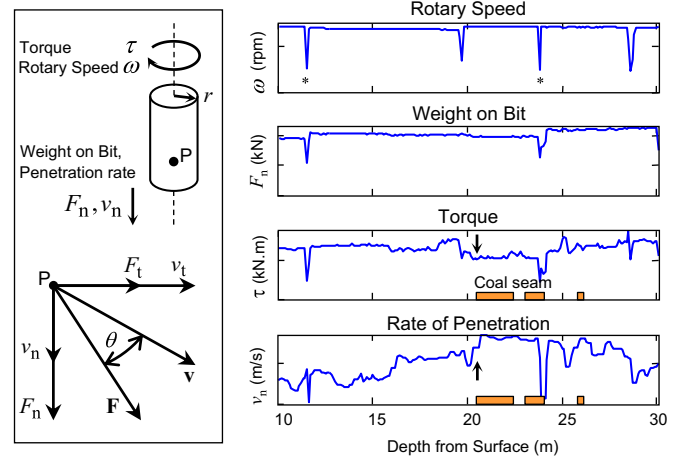 Torque τ
Rotary Speed ω
r
Weight on Bit,
Penetration rate
P
Fn , vn
P
Ft vt
vn
θ
v
Fn
F
Rotary Speed
ω (rpm)
* *
Weight on Bit
Fn (kN)
Torque
τ (kN.m)
Coal seam
Rate of Penetration
vn (m/s)
10 15 20 25 30
Depth from Surface (m)